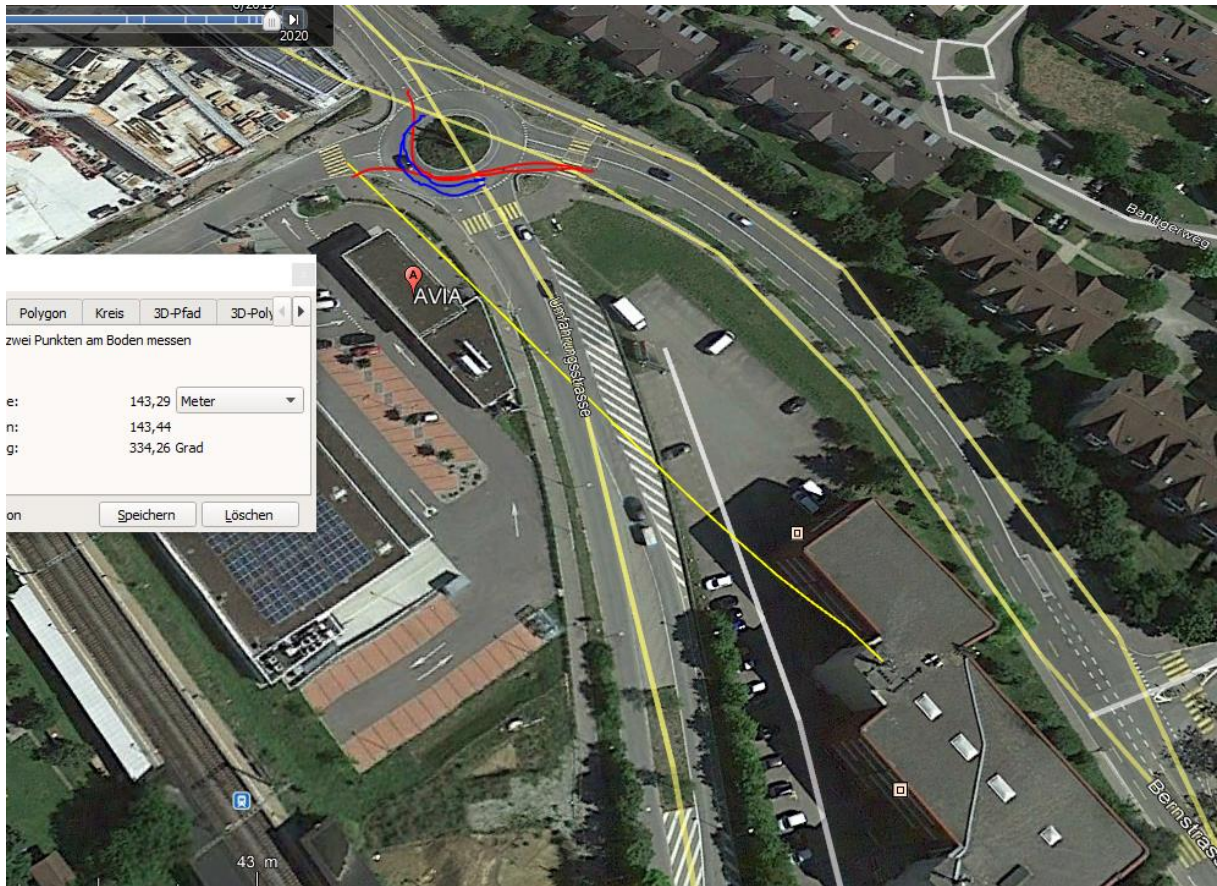 2020
Bantigerweg
A
AVIA
Umfahrungsstrasse
Polygon Kreis 3D-Pfad 3D-Poly
zwei Punkten am Boden messen
e: 143,29 Meter
n: 143,44
g: 334,26 Grad
on Speichern Löschen
43 m
Bernstrass